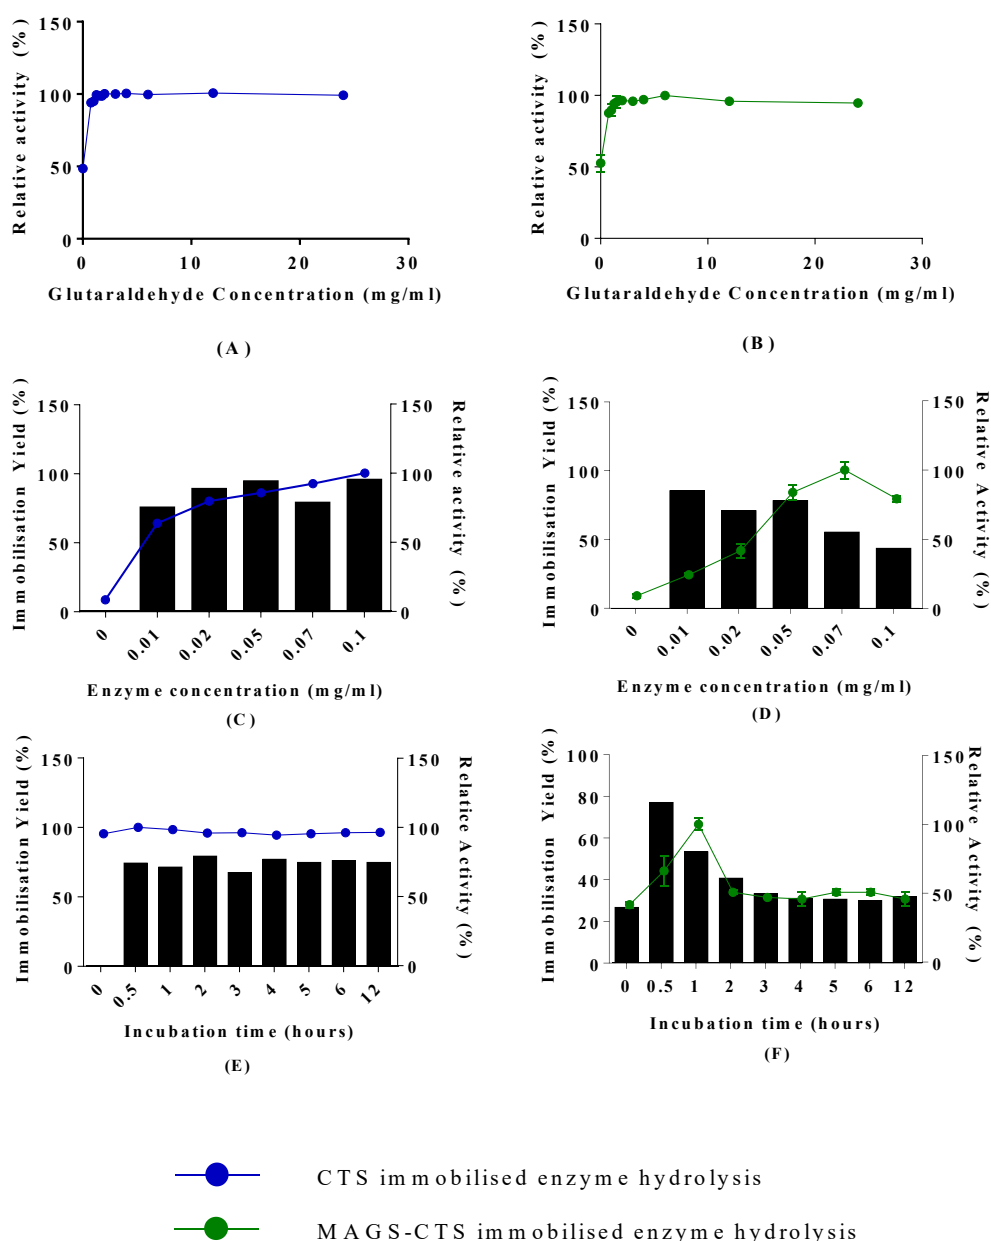 150
100
50
0
Relative activity (%)
0 10 20 30
Glutaraldehyde Concentration (mg/ml)
(A)
150
100
50
0
Relative activity (%)
0 10 20 30
Glutaraldehyde Concentration (mg/ml)
(B)
Immobilisation Yield (%)
150
100
50
0
150
100
50
0
Relative activity (%)
0 0.01 0.02 0.05 0.07 0.1
Enzyme concentration (mg/ml)
(C)
Immobilisation Yield (%)
150
100
50
0
150
100
50
0
Relative Activity (%)
0 0.01 0.02 0.05 0.07 0.1
Enzyme concentration (mg/ml)
(D)
Immobilisation Yield (%)
150
100
50
0
150
100
50
0
Relatice Activity (%)
0 0.5 1 2 3 4 5 6 12
Incubation time (hours)
(E)
Immobilisation Yield (%)
100
80
60
40
20
0
150
100
50
0
Relative Activity (%)
0 0.5 1 2 3 4 5 6 12
Incubation time (hours)
(F)
CTS immobilised enzyme hydrolysis
MAGS-CTS immobilised enzyme hydrolysis